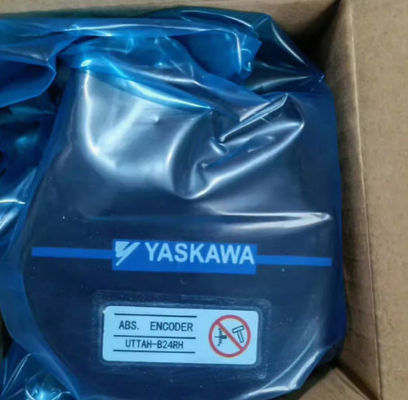 YASKAWA
ABS. ENCODER
UTTAH-B24RH